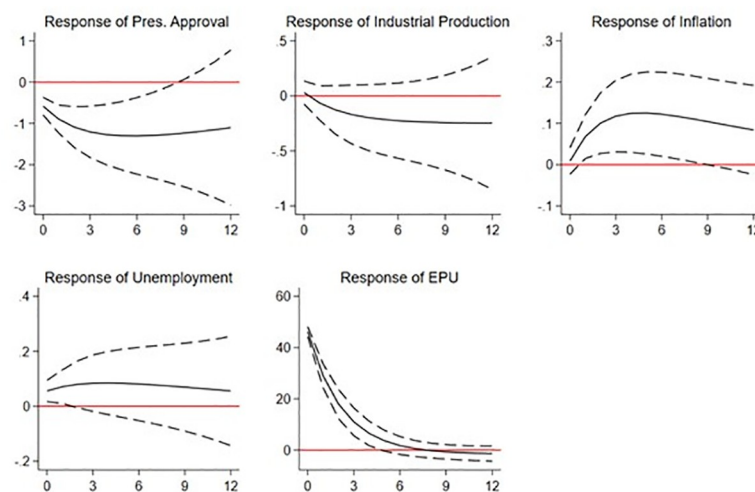 Response of Pres. Approval
1
0
-1
-2
-3
0 3 6 9 12
Response of Industrial Production
.5
0
-.5
-1
0 3 6 9 12
Response of Inflation
.3
.2
.1
0
-.1
0 3 6 9 12
Response of Unemployment
.4
.2
0
-.2
0 3 6 9 12
Response of EPU
60
40
20
0
0 3 6 9 12